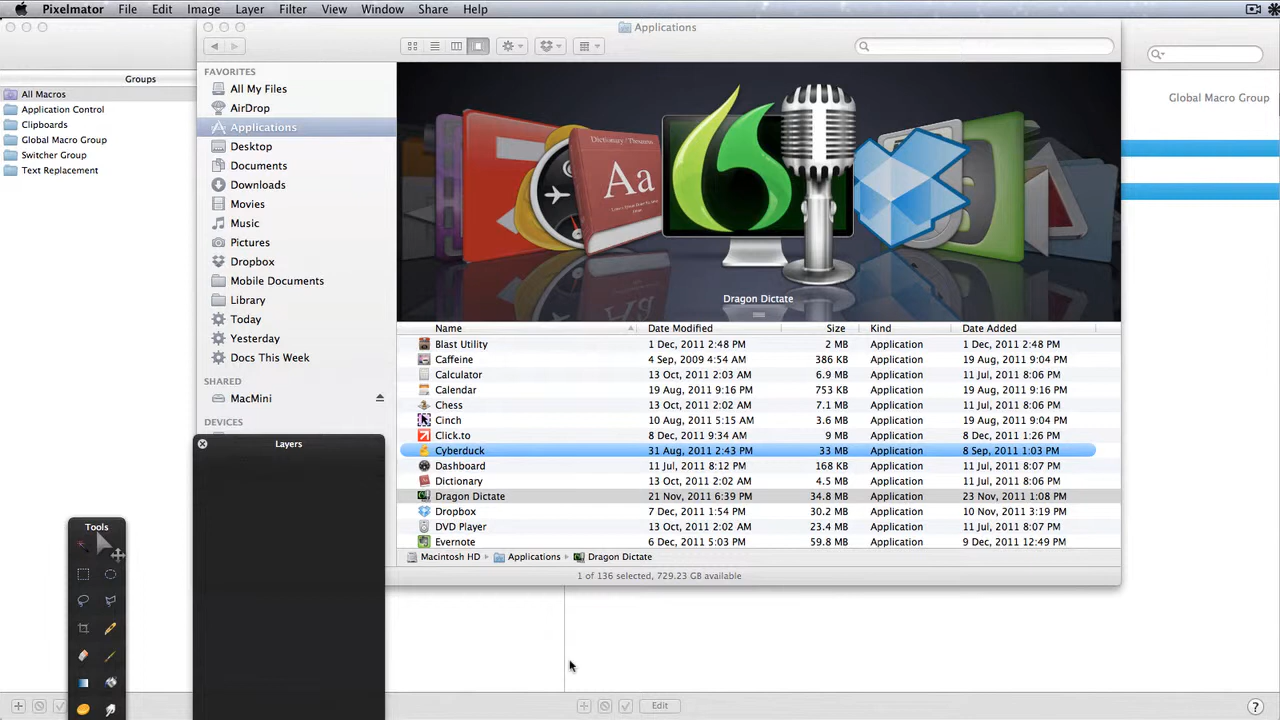 Pixelmator File Edit Image Layer Filter View Window Share Help
Applications
Groups
All Macros
Application Control
Clipboards
Global Macro Group
Switcher Group
Text Replacement
Global Macro Group
FAVORITES
All My Files
AirDrop
Applications
Desktop
Documents
Downloads
Movies
Music
Pictures
Dropbox
Mobile Documents
Library
Today
Yesterday
Docs This Week
SHARED
MacMini
DEVICES
Dictionary / Thesaurus
Aa
Dragon Dictate
Name Date Modified Size Kind Date Added
Blast Utility 1 Dec, 2011 2:48 PM 2 MB Application 1 Dec, 2011 2:48 PM
Caffeine 4 Sep, 2009 4:54 AM 386 KB Application 19 Aug, 2011 9:04 PM
Calculator 13 Oct, 2011 2:03 AM 6.9 MB Application 11 Jul, 2011 8:06 PM
Calendar 19 Aug, 2011 9:16 PM 753 KB Application 19 Aug, 2011 9:16 PM
Chess 13 Oct, 2011 2:02 AM 7.1 MB Application 11 Jul, 2011 8:06 PM
Cinch 10 Aug, 2011 5:15 AM 3.6 MB Application 19 Aug, 2011 9:04 PM
Click.to 8 Dec, 2011 9:34 AM 9 MB Application 8 Dec, 2011 1:26 PM
Cyberduck 31 Aug, 2011 2:43 PM 33 MB Application 8 Sep, 2011 1:03 PM
Dashboard 11 Jul, 2011 8:12 PM 168 KB Application 11 Jul, 2011 8:06 PM
Dictionary 13 Oct, 2011 2:02 AM 4.5 MB Application 11 Jul, 2011 8:06 PM
Dragon Dictate 21 Nov, 2011 6:39 PM 34.8 MB Application 23 Nov, 2011 1:08 PM
Dropbox 7 Dec, 2011 1:54 PM 30.2 MB Application 10 Nov, 2011 3:19 PM
DVD Player 13 Oct, 2011 2:02 AM 23.4 MB Application 11 Jul, 2011 8:07 PM
Evernote 6 Dec, 2011 5:03 PM 59.8 MB Application 9 Dec, 2011 12:49 PM
Macintosh HD Applications Dragon Dictate
1 of 136 selected, 729.23 GB available
Layers
Tools
Edit